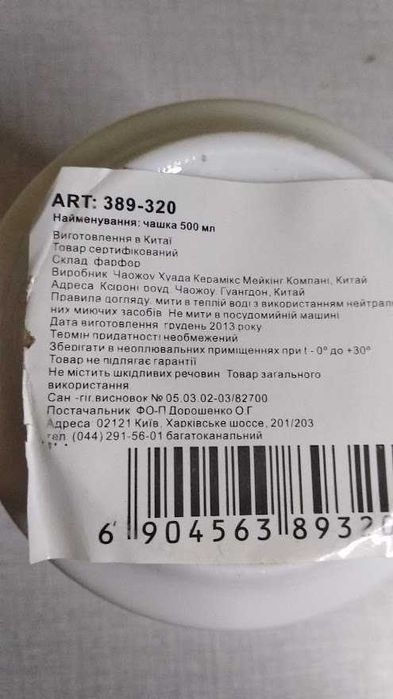 ART: 389-320
Найменування: чашка 500 мл
Виготовлення в Китаї
Товар сертифікований
Склад фарфор
Виробник Чаожоу Хуада Керамікс Мейкінг Компані, Китай
Адреса Ксіроні роуд, Чаожоу, Гуангдон, Китай
Правила догляду: мити в теплій воді з використанням нейтраль
них миючих засобів Не мити в посудомийній машині
Дата виготовлення грудень 2013 року
Термін придатності необмежений
Зберігати в неоплювальних приміщеннях при t - 0° до +30°
Товар не підлягає гарантії
Не містить шкідливих речовин Товар загального
використання
Сан -гіг.висновок № 05.03.02-03/82700
Постачальник ФО-П Дорошенко О.Г
Адреса 02121 Київ, Харківське шоссе, 201/203
тел. (044) 291-56-01 багатоканальний
6 904563 89320